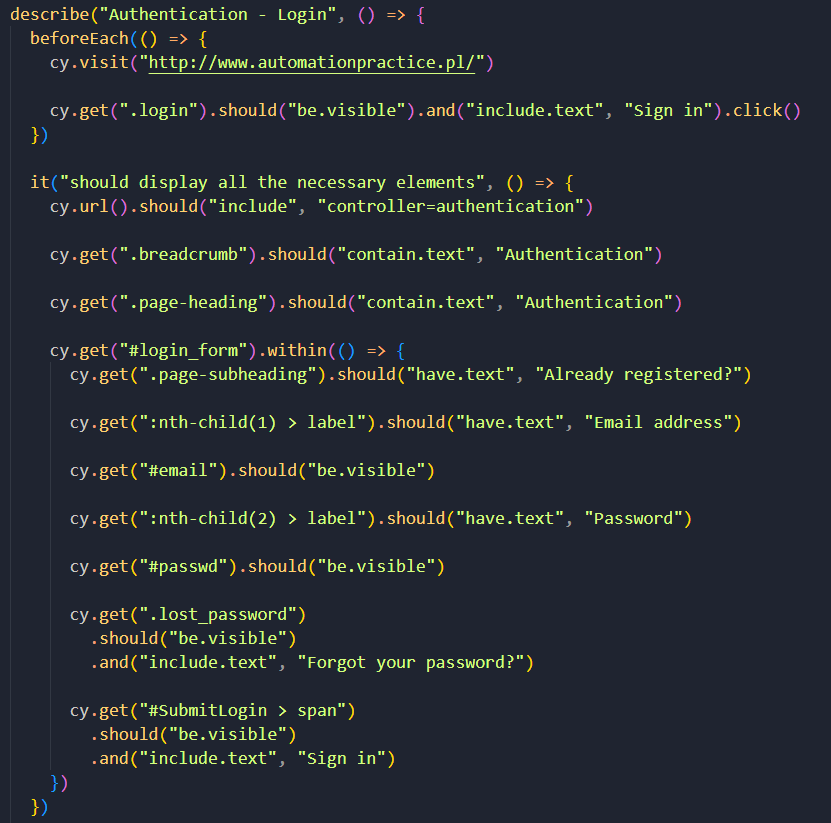 describe("Authentication - Login", () => {
beforeEach(() => {
cy.visit("http://www.automationpractice.pl/")
cy.get(".login").should("be.visible").and("include.text", "Sign in").click()
})
it("should display all the necessary elements", () => {
cy.url().should("include", "controller=authentication")
cy.get(".breadcrumb").should("contain.text", "Authentication")
cy.get(".page-heading").should("contain.text", "Authentication")
cy.get("#login_form").within(() => {
cy.get(".page-subheading").should("have.text", "Already registered?")
cy.get(":nth-child(1) > label").should("have.text", "Email address")
cy.get("#email").should("be.visible")
cy.get(":nth-child(2) > label").should("have.text", "Password")
cy.get("#passwd").should("be.visible")
cy.get(".lost_password")
.should("be.visible")
.and("include.text", "Forgot your password?")
cy.get("#SubmitLogin > span")
.should("be.visible")
.and("include.text", "Sign in")
})
})